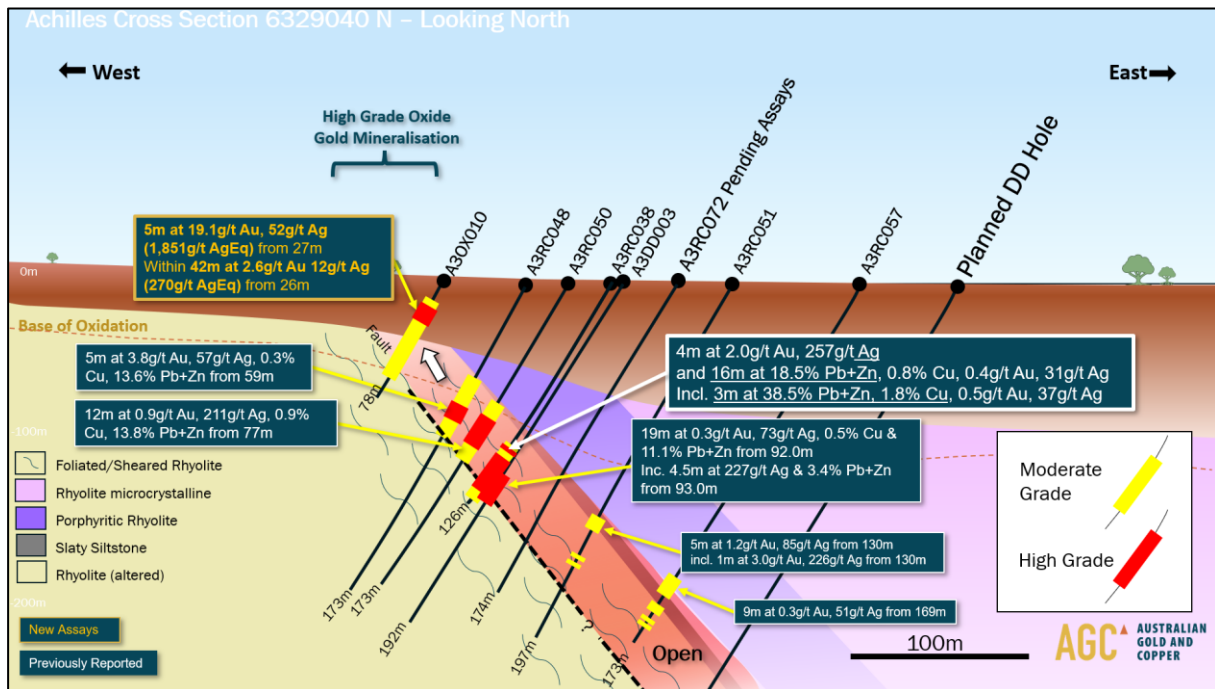 Achilles Cross Section 6329040 N – Looking North
West
East
High Grade Oxide
Gold Mineralisation
5m at 19.1g/t Au, 52g/t Ag
(1,851g/t AgEq) from 27m
Within 42m at 2.6g/t Au 12g/t Ag
(270g/t AgEq) from 26m
A3OX010
A3RC048
A3RC050
A3RC038
A3DD003
A3RC072 Pending Assays
A3RC051
A3RC057
Planned DD Hole
0m
Base of Oxidation
Fault
5m at 3.8g/t Au, 57g/t Ag, 0.3%
Cu, 13.6% Pb+Zn from 59m
12m at 0.9g/t Au, 211g/t Ag, 0.9%
Cu, 13.8% Pb+Zn from 77m
4m at 2.0g/t Au, 257g/t Ag
and 16m at 18.5% Pb+Zn, 0.8% Cu, 0.4g/t Au, 31g/t Ag
Incl. 3m at 38.5% Pb+Zn, 1.8% Cu, 0.5g/t Au, 37g/t Ag
19m at 0.3g/t Au, 73g/t Ag, 0.5% Cu &
11.1% Pb+Zn from 92.0m
Inc. 4.5m at 227g/t Ag & 3.4% Pb+Zn
from 93.0m
5m at 1.2g/t Au, 85g/t Ag from 130m
incl. 1m at 3.0g/t Au, 226g/t Ag from 130m
9m at 0.3g/t Au, 51g/t Ag from 169m
78m
126m
173m
173m
192m
174m
197m
173m
?
Open
100m
Foliated/Sheared Rhyolite
Rhyolite microcrystalline
Porphyritic Rhyolite
Slaty Siltstone
Rhyolite (altered)
200m
New Assays
Previously Reported
Moderate
Grade
High Grade
100m
AGC
AUSTRALIAN
GOLD AND
COPPER